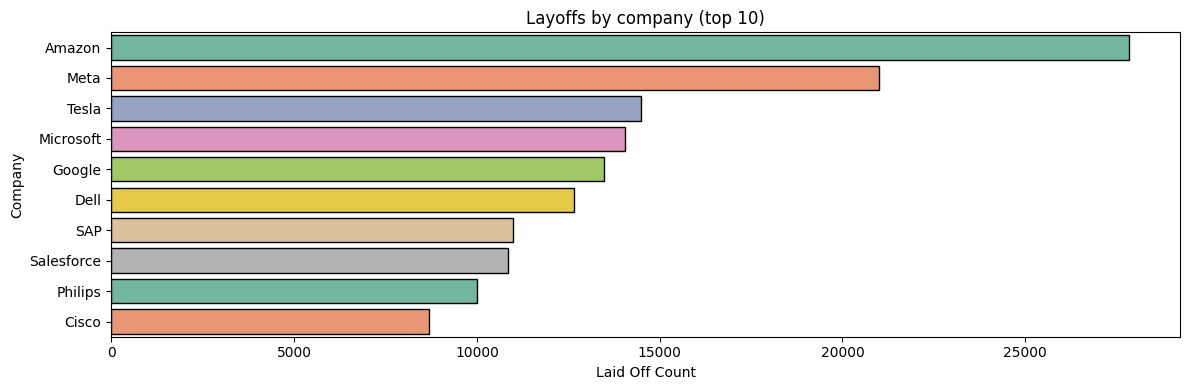 Layoffs by company (top 10)
Company
Amazon
Meta
Tesla
Microsoft
Google
Dell
SAP
Salesforce
Philips
Cisco
0 5000 10000 15000 20000 25000
Laid Off Count